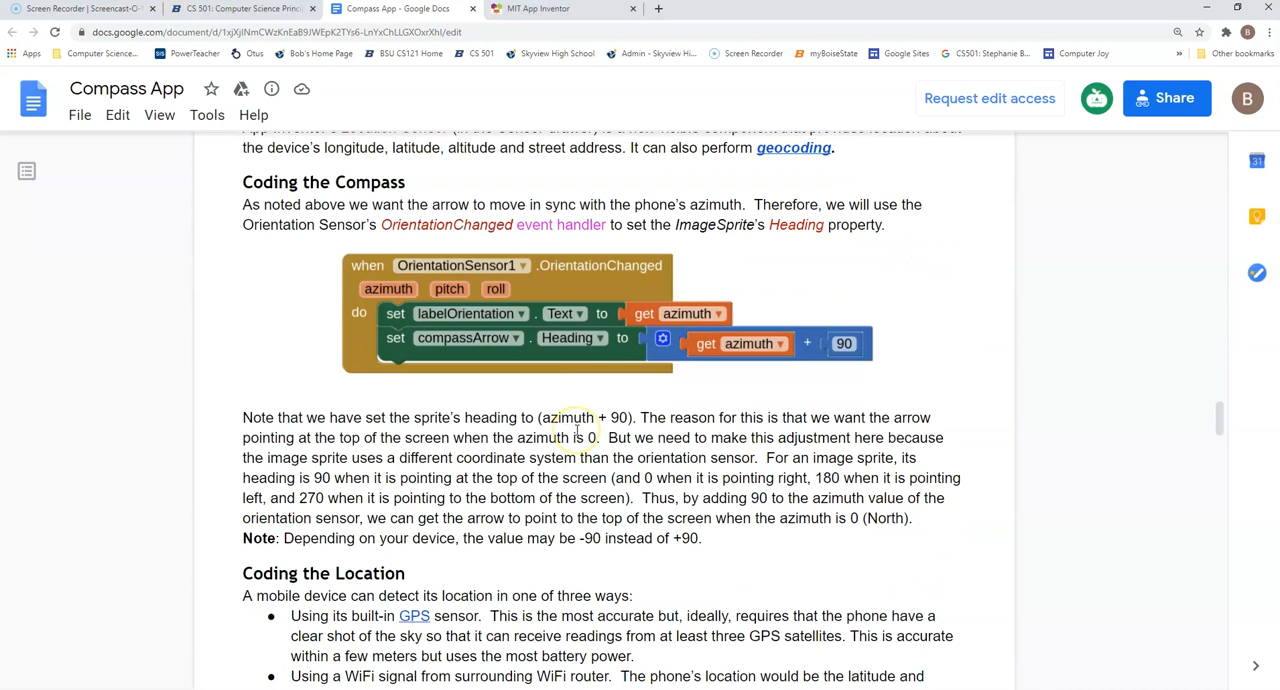 Screen Recorder | Screencast-O-
CS 501: Computer Science Princi
Compass App - Google Docs
MIT App Inventor
docs.google.com/document/d/1xjXjINmCWzKnEaB9JWEpK2TYs6-LnYxChLLGXOxrXhI/edit
Apps
Computer Science...
SIS
PowerTeacher
Otus
Bob's Home Page
BSU CS121 Home
CS 501
Skyview High School
Admin - Skyview Hi...
Screen Recorder
myBoiseState
Google Sites
CS501: Stephanie B...
Computer Joy
»
Other bookmarks
Compass App
File Edit View Tools Help
Request edit access
Share
B
31
the device's longitude, latitude, altitude and street address. It can also perform geocoding.
Coding the Compass
As noted above we want the arrow to move in sync with the phone's azimuth. Therefore, we will use the
Orientation Sensor's OrientationChanged event handler to set the ImageSprite's Heading property.
when OrientationSensor1 .OrientationChanged
azimuth pitch roll
do set labelOrientation . Text to get azimuth
set compassArrow . Heading to get azimuth + 90
Note that we have set the sprite's heading to (azimuth + 90). The reason for this is that we want the arrow
pointing at the top of the screen when the azimuth is 0. But we need to make this adjustment here because
the image sprite uses a different coordinate system than the orientation sensor. For an image sprite, its
heading is 90 when it is pointing at the top of the screen (and 0 when it is pointing right, 180 when it is pointing
left, and 270 when it is pointing to the bottom of the screen). Thus, by adding 90 to the azimuth value of the
orientation sensor, we can get the arrow to point to the top of the screen when the azimuth is 0 (North).
Note: Depending on your device, the value may be -90 instead of +90.
Coding the Location
A mobile device can detect its location in one of three ways:
● Using its built-in GPS sensor. This is the most accurate but, ideally, requires that the phone have a
clear shot of the sky so that it can receive readings from at least three GPS satellites. This is accurate
within a few meters but uses the most battery power.
● Using a WiFi signal from surrounding WiFi router. The phone's location would be the latitude and